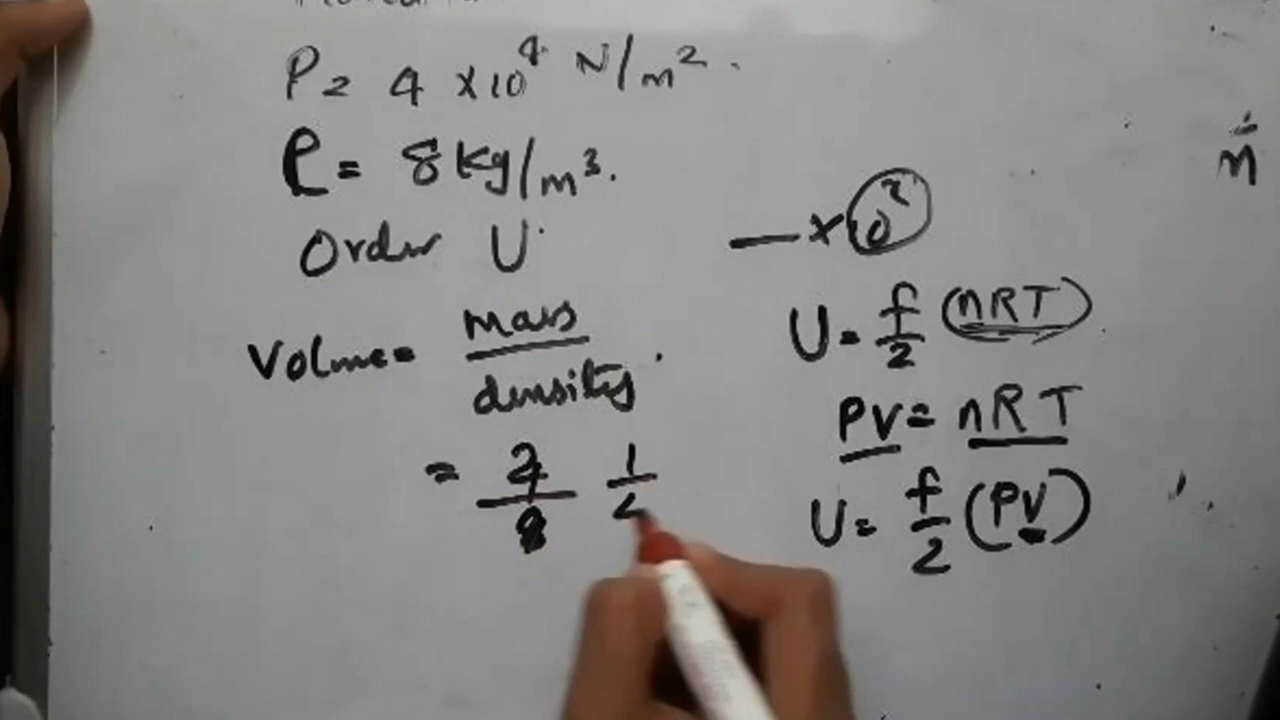 P = 4 × 10⁴ N/m².
ρ = 8 kg/m³.
Order U
— × 10²
Volme = mass / density.
= 2/8 1/4
U = f/2 (nRT)
PV = nRT
U = f/2 (PV)